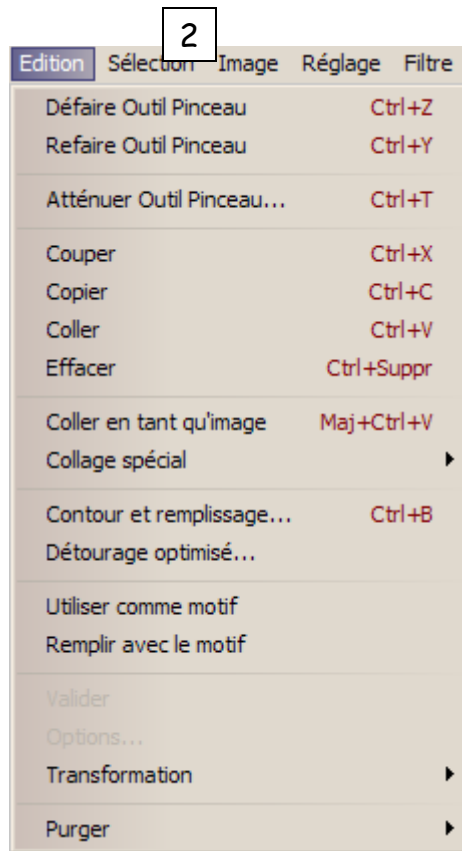 2
Edition Sélection Image Réglage Filtre
Défaire Outil Pinceau Ctrl+Z
Refaire Outil Pinceau Ctrl+Y
Atténuer Outil Pinceau... Ctrl+T
Couper Ctrl+X
Copier Ctrl+C
Coller Ctrl+V
Effacer Ctrl+Suppr
Coller en tant qu'image Maj+Ctrl+V
Collage spécial
Contour et remplissage... Ctrl+B
Détourage optimisé...
Utiliser comme motif
Remplir avec le motif
Valider
Options...
Transformation
Purger